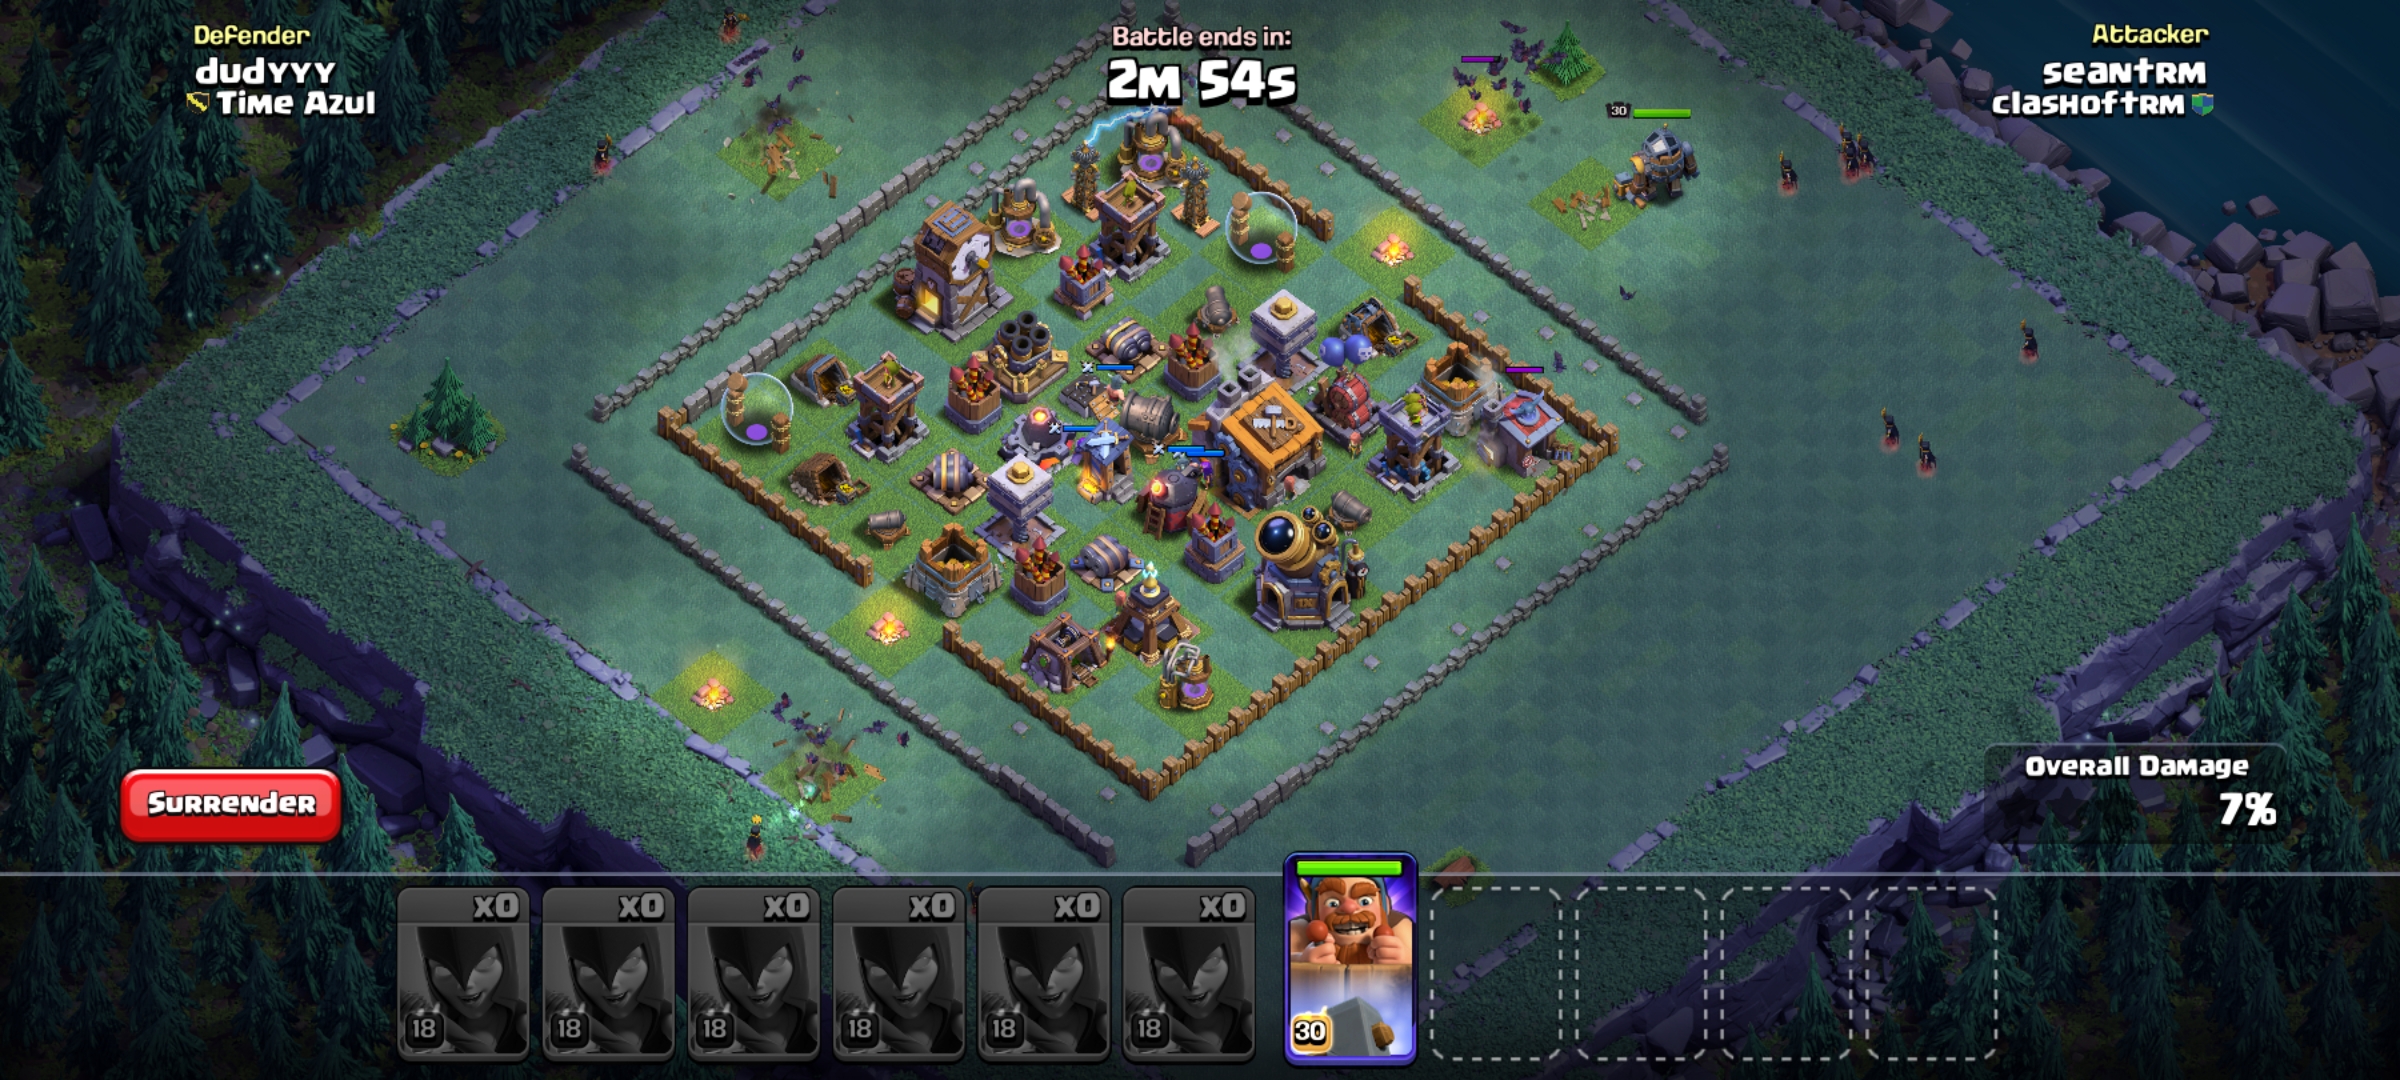 Defender
dudyyy
Time Azul
Battle ends in:
2M 54s
Attacker
seantRM
clashoftRM
30
Surrender
Overall Damage
7%
x0
x0
x0
x0
x0
x0
18
18
18
18
18
18
30